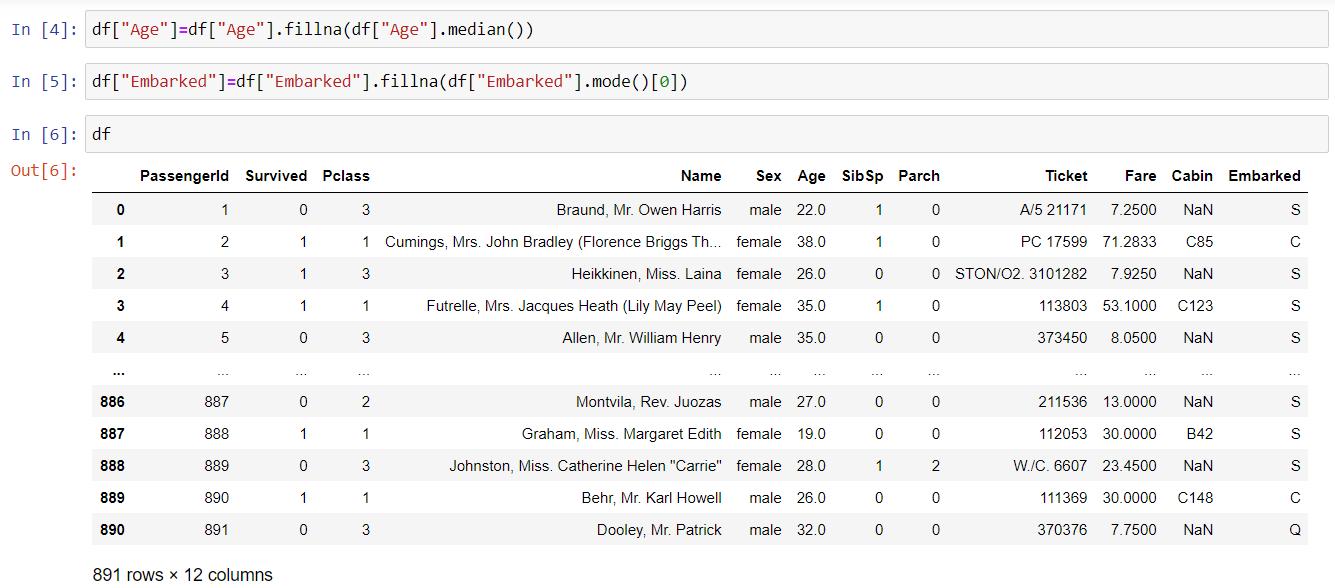 In [4]: df["Age"]=df["Age"].fillna(df["Age"].median())
In [5]: df["Embarked"]=df["Embarked"].fillna(df["Embarked"].mode()[0])
In [6]: df
Out[6]:
PassengerId Survived Pclass Name Sex Age SibSp Parch Ticket Fare Cabin Embarked
0 1 0 3 Braund, Mr. Owen Harris male 22.0 1 0 A/5 21171 7.2500 NaN S
1 2 1 1 Cumings, Mrs. John Bradley (Florence Briggs Th... female 38.0 1 0 PC 17599 71.2833 C85 C
2 3 1 3 Heikkinen, Miss. Laina female 26.0 0 0 STON/O2. 3101282 7.9250 NaN S
3 4 1 1 Futrelle, Mrs. Jacques Heath (Lily May Peel) female 35.0 1 0 113803 53.1000 C123 S
4 5 0 3 Allen, Mr. William Henry male 35.0 0 0 373450 8.0500 NaN S
... ... ... ... ... ... ... ... ... ... ... ... ...
886 887 0 2 Montvila, Rev. Juozas male 27.0 0 0 211536 13.0000 NaN S
887 888 1 1 Graham, Miss. Margaret Edith female 19.0 0 0 112053 30.0000 B42 S
888 889 0 3 Johnston, Miss. Catherine Helen "Carrie" female 28.0 1 2 W./C. 6607 23.4500 NaN S
889 890 1 1 Behr, Mr. Karl Howell male 26.0 0 0 111369 30.0000 C148 C
890 891 0 3 Dooley, Mr. Patrick male 32.0 0 0 370376 7.7500 NaN Q
891 rows × 12 columns